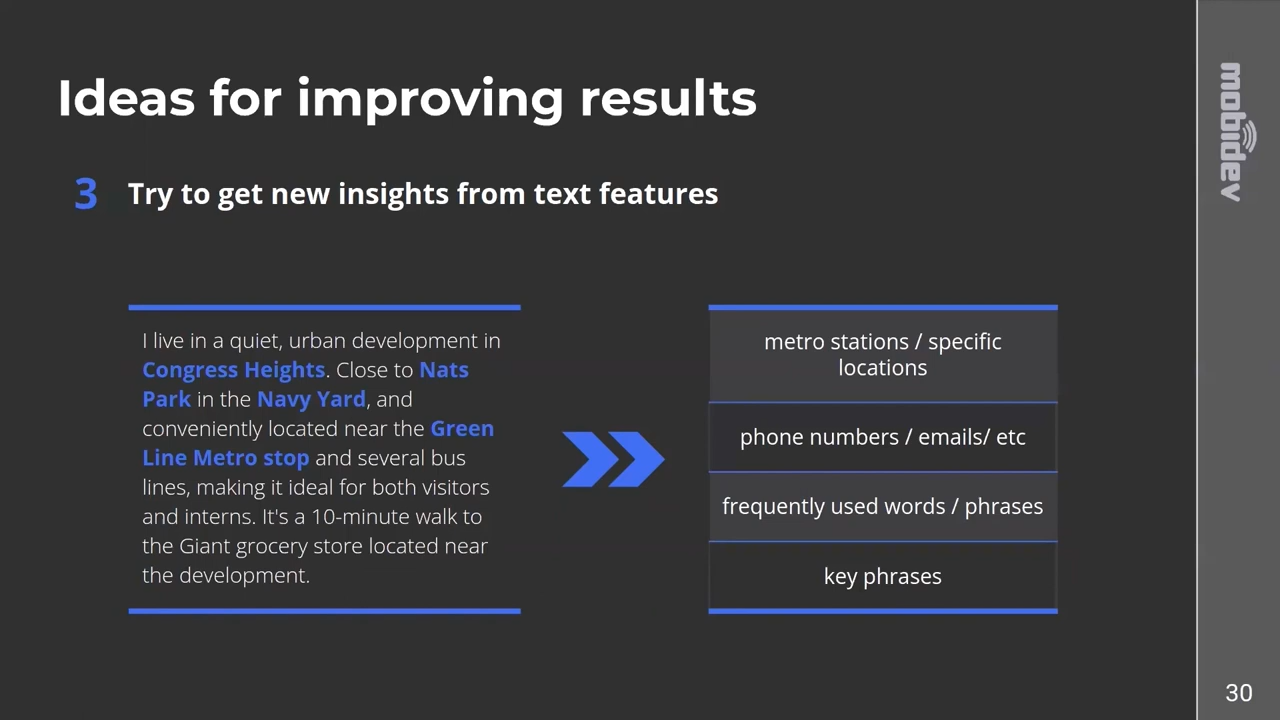 Ideas for improving results
3 Try to get new insights from text features
I live in a quiet, urban development in
Congress Heights. Close to Nats
Park in the Navy Yard, and
conveniently located near the Green
Line Metro stop and several bus
lines, making it ideal for both visitors
and interns. It's a 10-minute walk to
the Giant grocery store located near
the development.
metro stations / specific
locations
phone numbers / emails/ etc
frequently used words / phrases
key phrases
mobidev
30